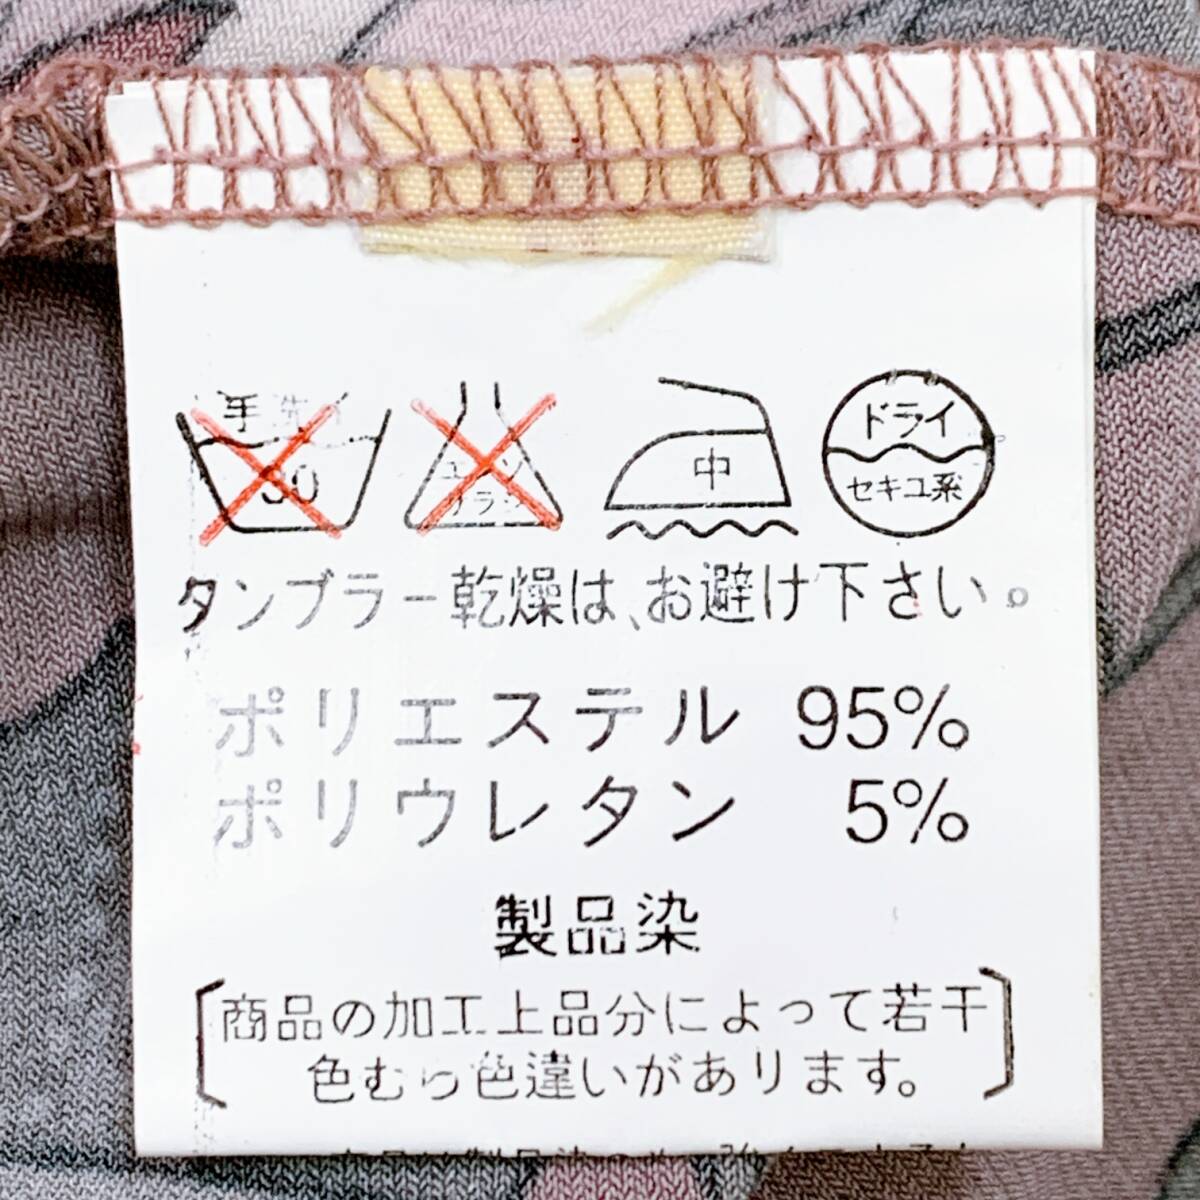 手洗イ
30
エンソ
サラシ
中
ドライ
セキユ系
タンブラー乾燥は、お避け下さい。
ポリエステル 95%
ポリウレタン 5%
製品染
商品の加工上品分によって若干
色むら色違いがあります。